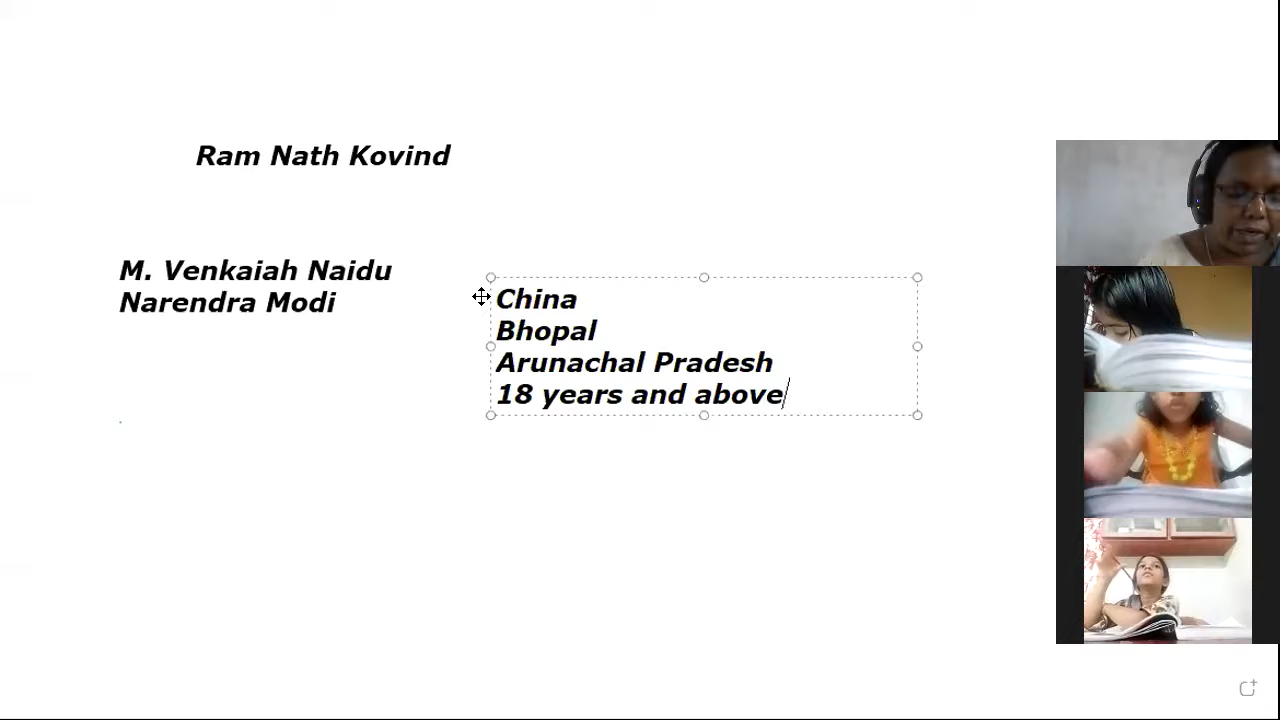 Ram Nath Kovind
M. Venkaiah Naidu
Narendra Modi
China
Bhopal
Arunachal Pradesh
18 years and above